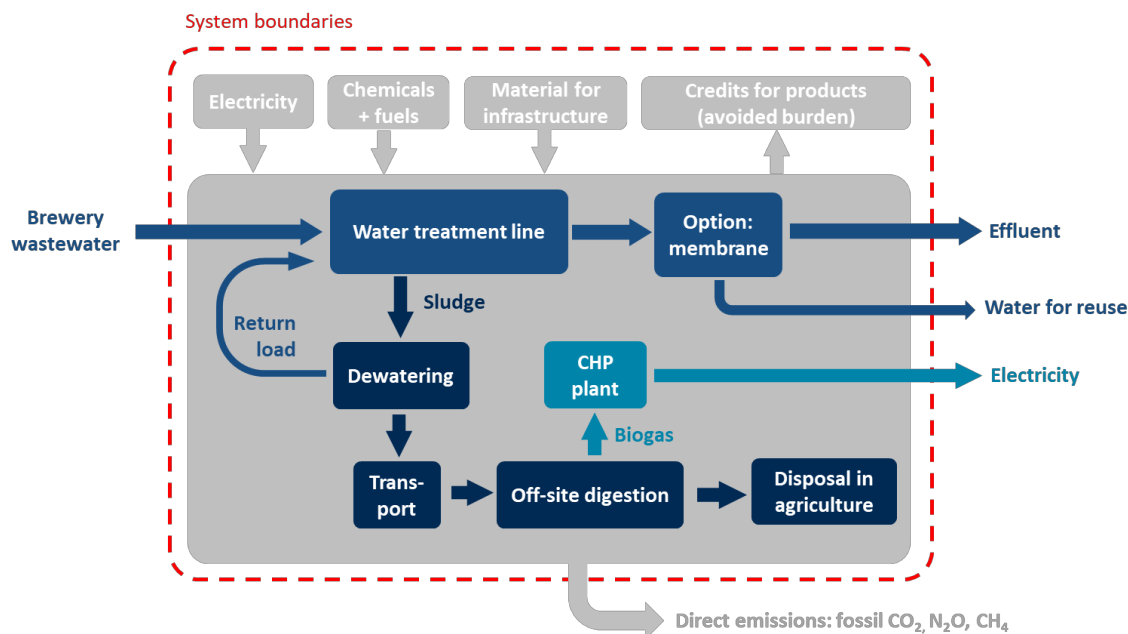 System boundaries
Electricity
Chemicals
+ fuels
Material for
infrastructure
Credits for products
(avoided burden)
Brewery
wastewater
Water treatment line
Option:
membrane
Effluent
Sludge
Water for reuse
Return
load
Dewatering
CHP
plant
Electricity
Biogas
Trans-
port
Off-site digestion
Disposal in
agriculture
Direct emissions: fossil CO₂, N₂O, CH₄